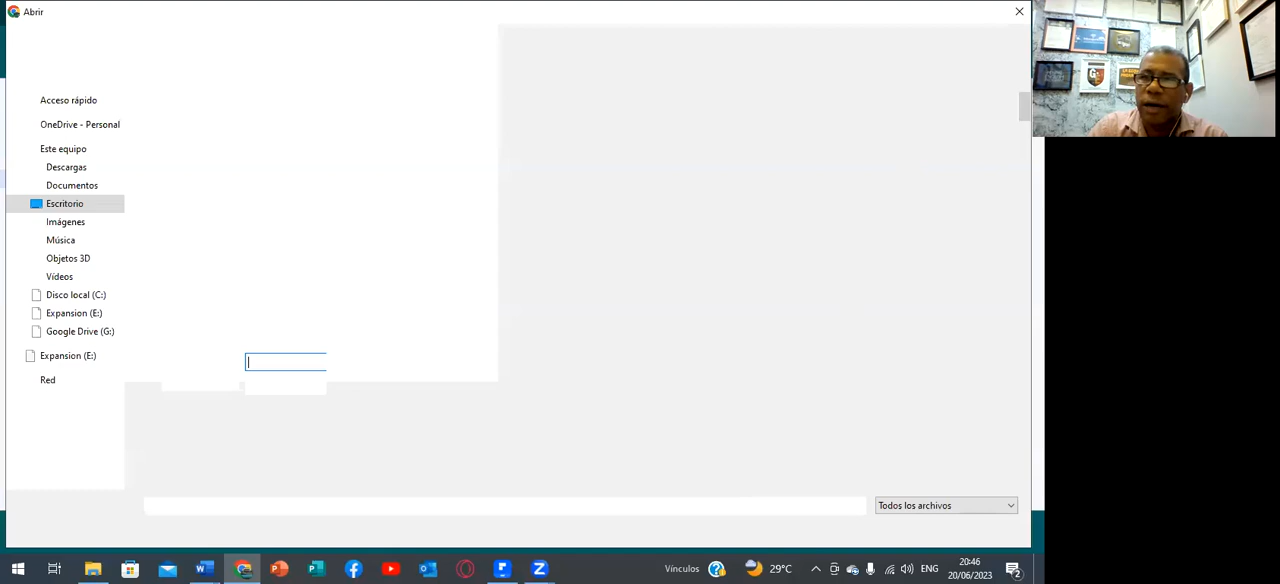 Abrir
Acceso rápido
OneDrive - Personal
Este equipo
Descargas
Documentos
Escritorio
Imágenes
Música
Objetos 3D
Vídeos
Disco local (C:)
Expansion (E:)
Google Drive (G:)
Expansion (E:)
Red
Todos los archivos
Vínculos
29°C
ENG
20:46
20/06/2023
2